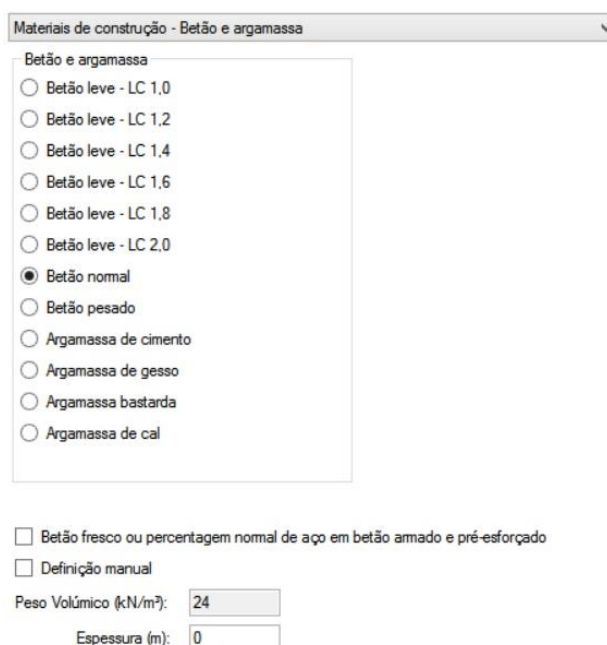 Materiais de construção - Betão e argamassa
Betão e argamassa
Betão leve - LC 1,0
Betão leve - LC 1,2
Betão leve - LC 1,4
Betão leve - LC 1,6
Betão leve - LC 1,8
Betão leve - LC 2,0
Betão normal
Betão pesado
Argamassa de cimento
Argamassa de gesso
Argamassa bastarda
Argamassa de cal
Betão fresco ou percentagem normal de aço em betão armado e pré-esforçado
Definição manual
Peso Volúmico (kN/m³): 24
Espessura (m): 0